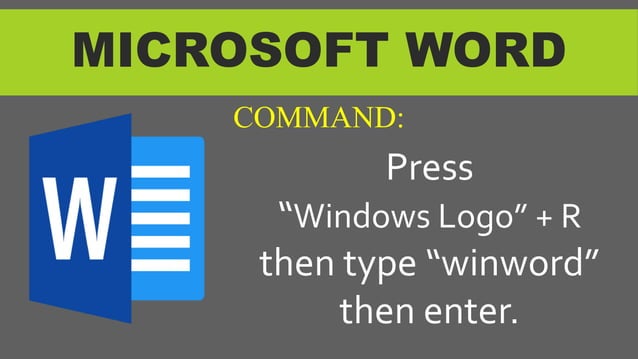 MICROSOFT WORD
COMMAND:
Press
“Windows Logo” + R
then type “winword”
then enter.
W